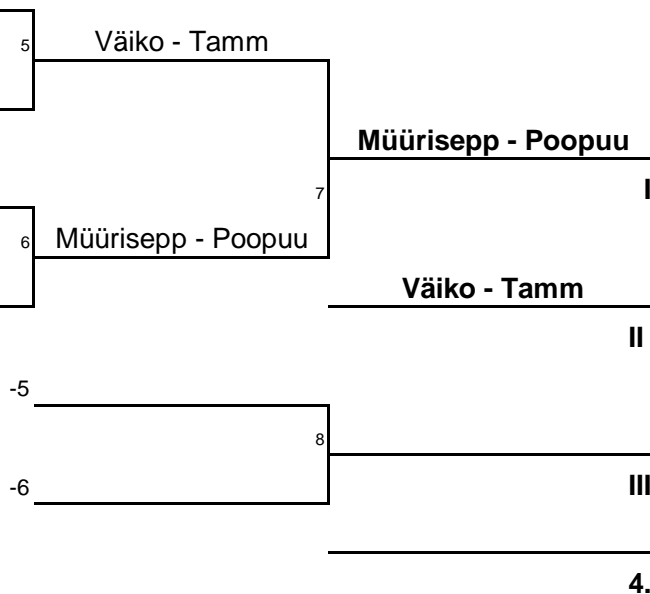 5
Väiko - Tamm
Müürisepp - Poopuu
7
I
6
Müürisepp - Poopuu
Väiko - Tamm
II
-5
8
-6
III
4.